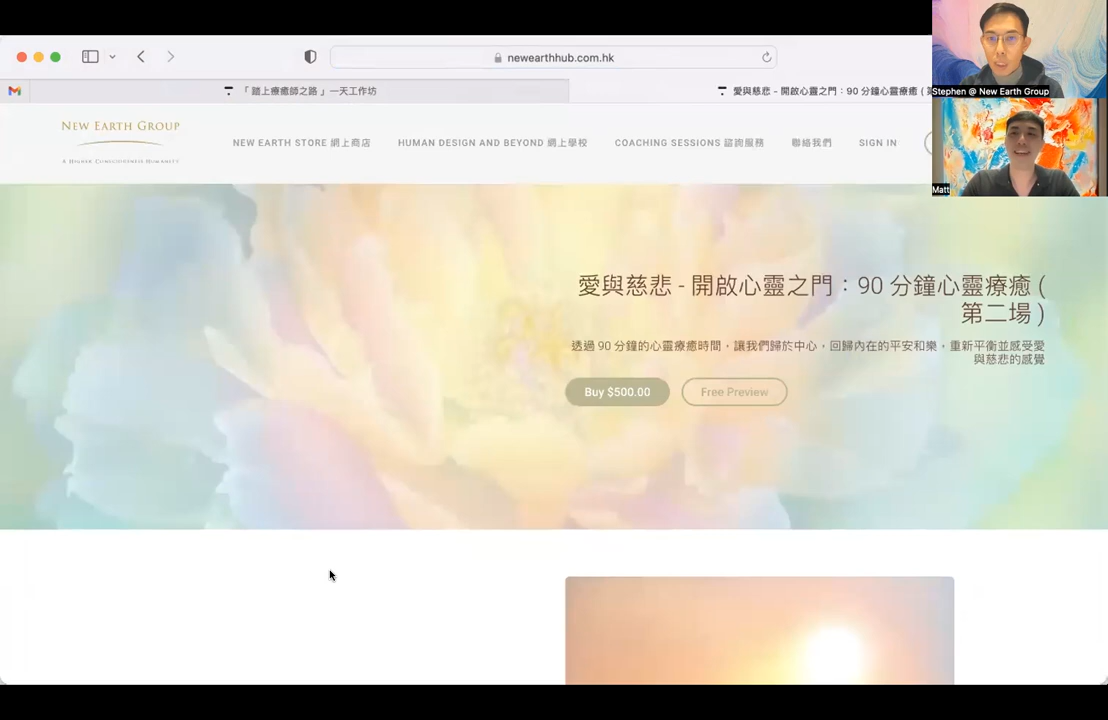 newearthhub.com.hk
「 踏上療癒師之路 」一天工作坊
愛與慈悲 - 開啟心靈之門：90 分鐘心靈療癒 (
Stephen @ New Earth Group
NEW EARTH GROUP
A HIGHER CONSCIOUSNESS HUMANITY
NEW EARTH STORE 網上商店
HUMAN DESIGN AND BEYOND 網上學校
COACHING SESSIONS 諮詢服務
聯絡我們
SIGN IN
Matt
愛與慈悲 - 開啟心靈之門：90 分鐘心靈療癒 (
第二場 )
透過 90 分鐘的心靈療癒時間，讓我們歸於中心，回歸內在的平安和樂，重新平衡並感受愛
與慈悲的感覺
Buy $500.00
Free Preview